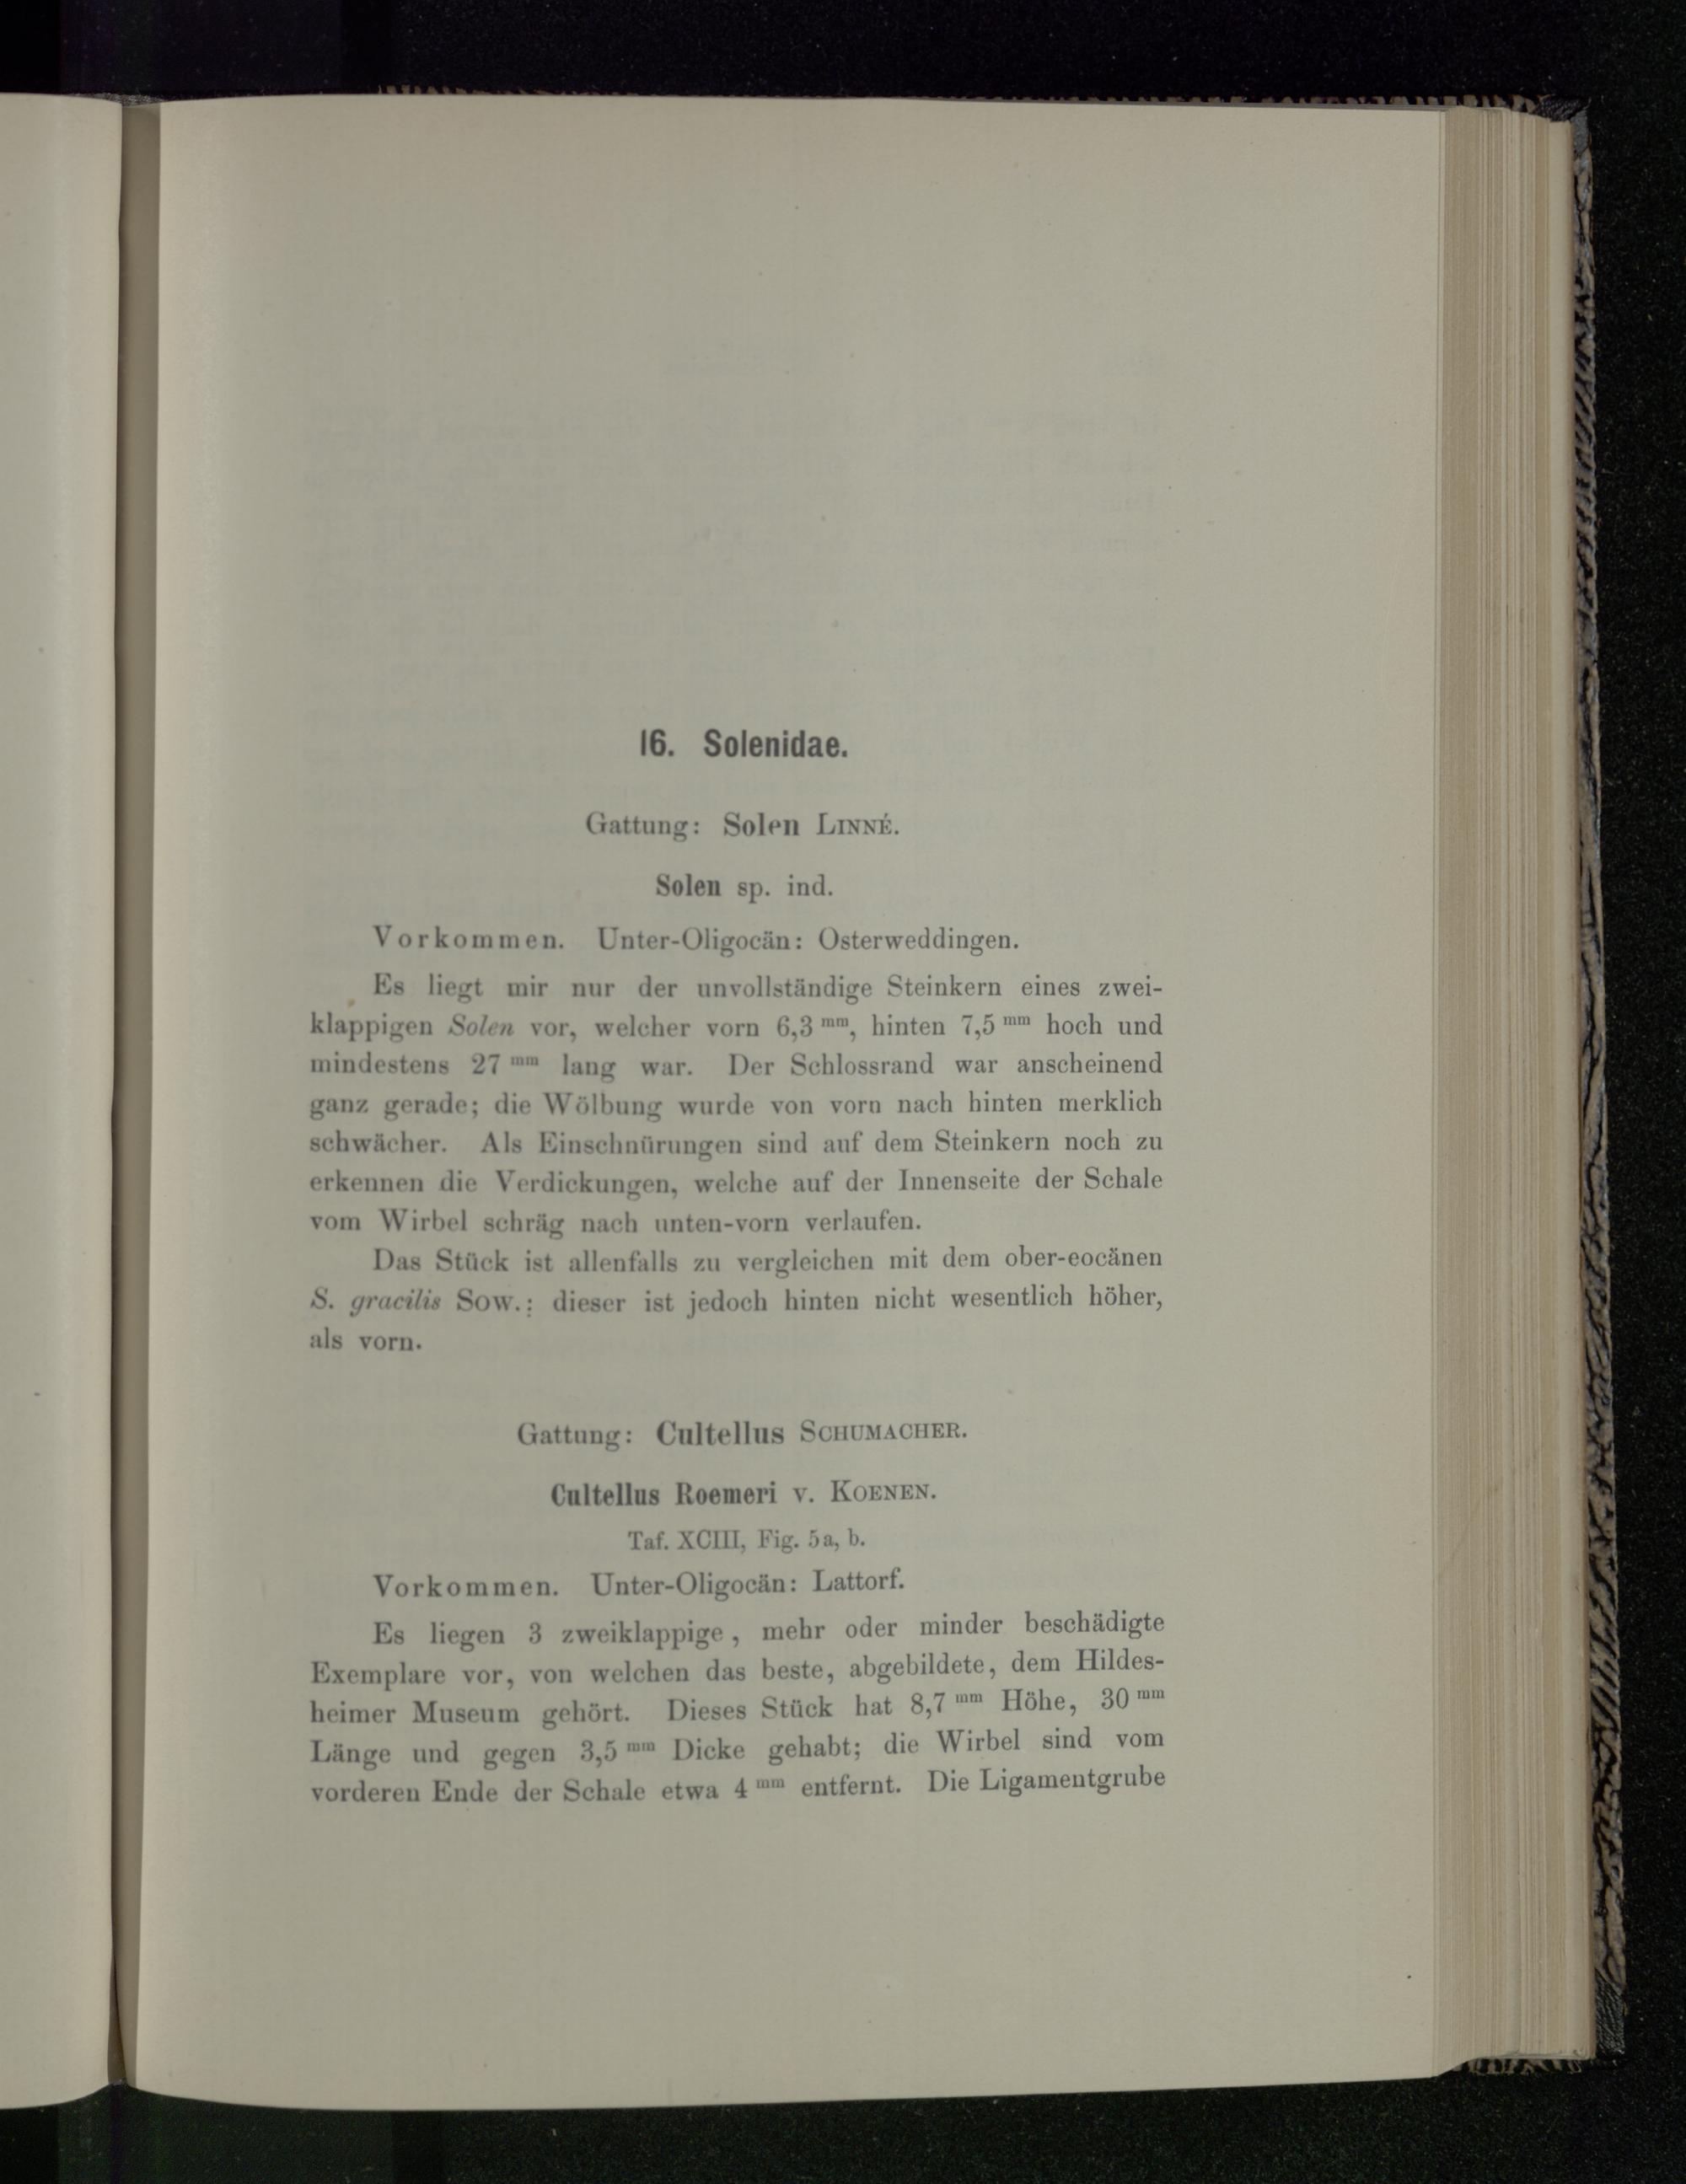 16. Solenidae.
Gattung: Solen LINNÉ.
Solen sp. ind.
Vorkommen. Unter-Oligocän: Osterweddingen.
Es liegt mir nur der unvollständige Steinkern eines zwei-
klappigen Solen vor, welcher vorn 6,3 mm, hinten 7,5 mm hoch und
mindestens 27 mm lang war. Der Schlossrand war anscheinend
ganz gerade; die Wölbung wurde von vorn nach hinten merklich
schwächer. Als Einschnürungen sind auf dem Steinkern noch zu
erkennen die Verdickungen, welche auf der Innenseite der Schale
vom Wirbel schräg nach unten-vorn verlaufen.
Das Stück ist allenfalls zu vergleichen mit dem ober-eocänen
S. gracilis SOW.; dieser ist jedoch hinten nicht wesentlich höher,
als vorn.
Gattung: Cultellus SCHUMACHER.
Cultellus Roemeri v. KOENEN.
Taf. XCIII, Fig. 5a, b.
Vorkommen. Unter-Oligocän: Lattorf.
Es liegen 3 zweiklappige, mehr oder minder beschädigte
Exemplare vor, von welchen das beste, abgebildete, dem Hildes-
heimer Museum gehört. Dieses Stück hat 8,7 mm Höhe, 30 mm
Länge und gegen 3,5 mm Dicke gehabt; die Wirbel sind vom
vorderen Ende der Schale etwa 4 mm entfernt. Die Ligamentgrube